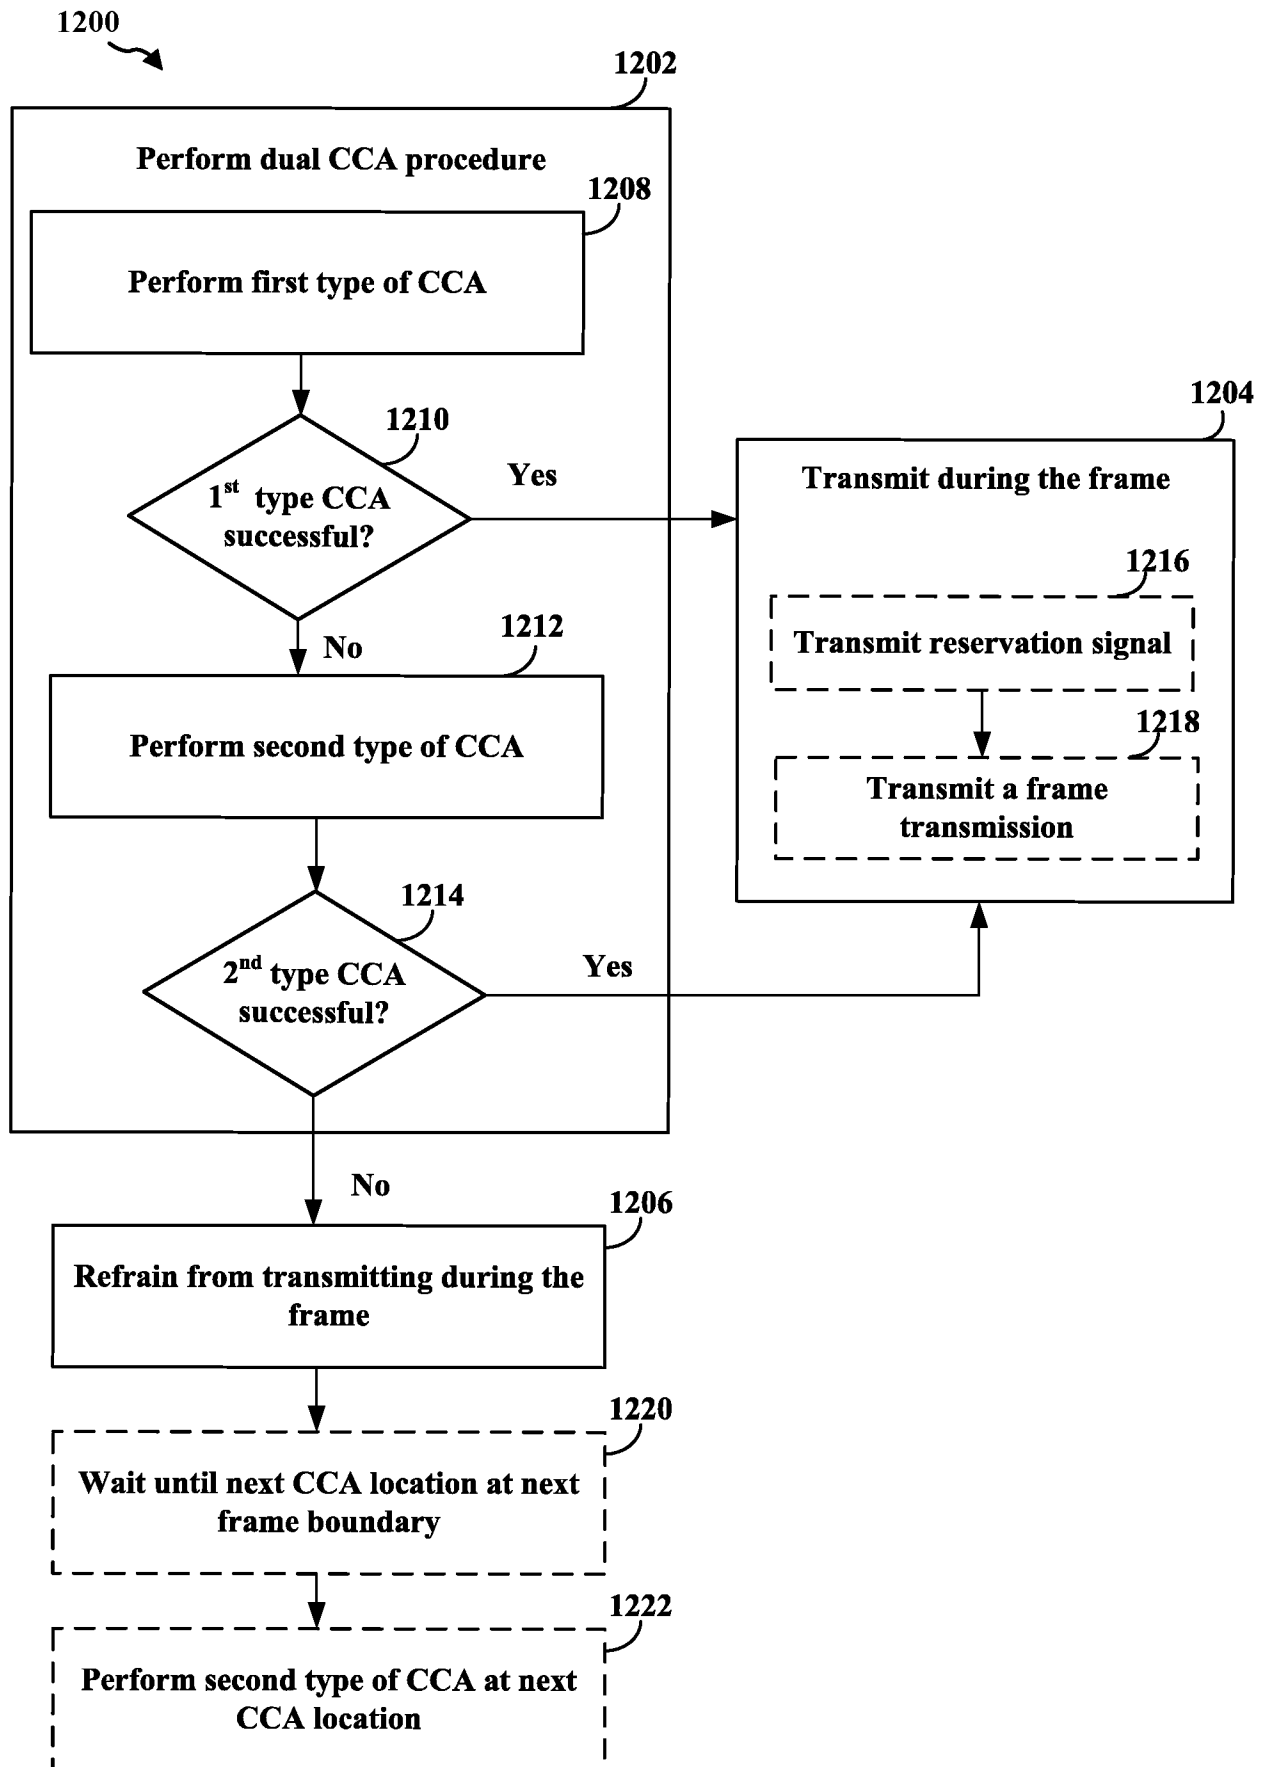 1200
1202
Perform dual CCA procedure
1208
Perform first type of CCA
1210
1st type CCA
successful?
Yes
1204
Transmit during the frame
1216
Transmit reservation signal
1218
Transmit a frame
transmission
No
1212
Perform second type of CCA
1214
2nd type CCA
successful?
Yes
No
1206
Refrain from transmitting during the
frame
1220
Wait until next CCA location at next
frame boundary
1222
Perform second type of CCA at next
CCA location